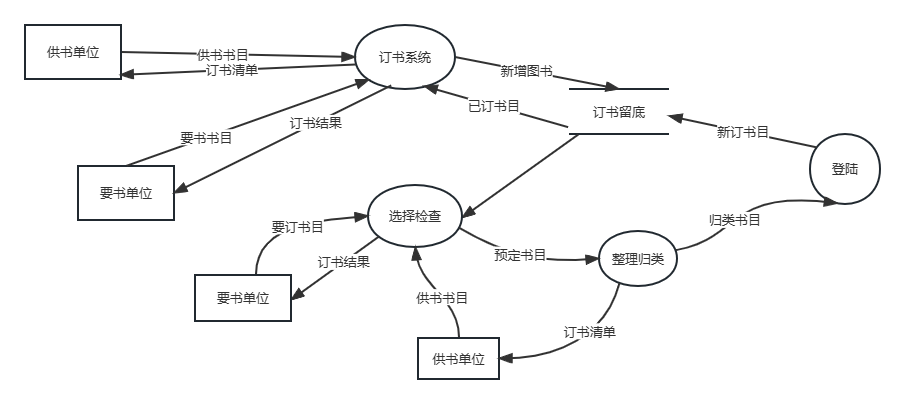 供书单位
供书书目
订书系统
订书清单
新增图书
已订书目
订书留底
订书结果
要书书目
新订书目
登陆
要书单位
选择检查
归类书目
要订书目
预定书目
整理归类
订书结果
要书单位
供书书目
订书清单
供书单位